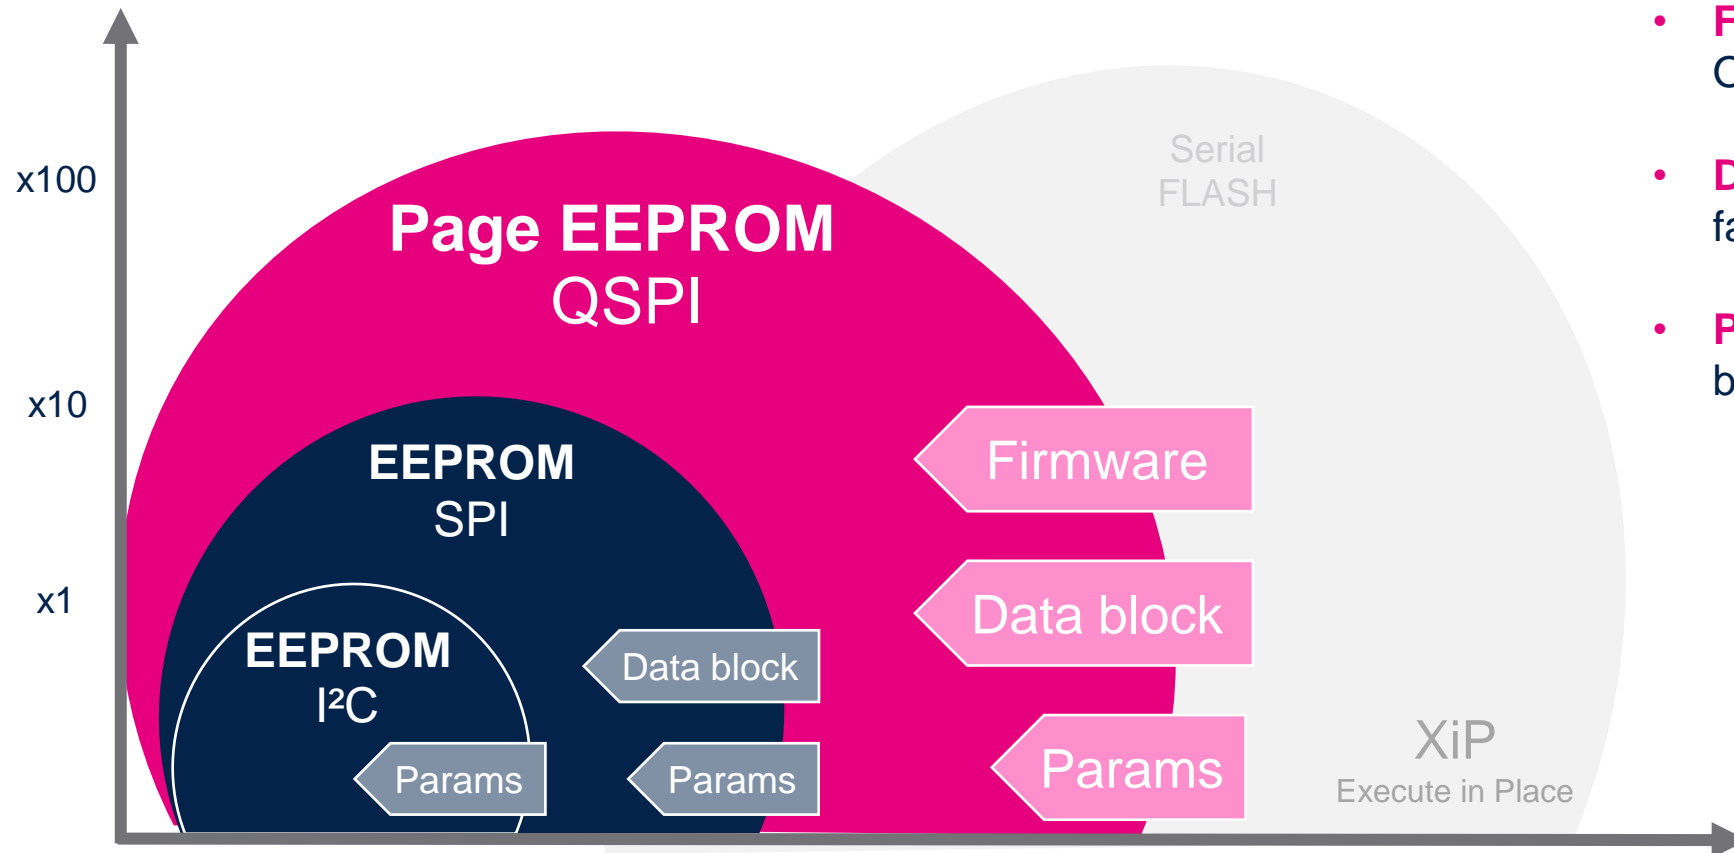 x100
x10
x1
Serial
FLASH
Page EEPROM
QSPI
EEPROM
SPI
EEPROM
I²C
Firmware
Data block
Params
Data block
Params
Params
XiP
Execute in Place